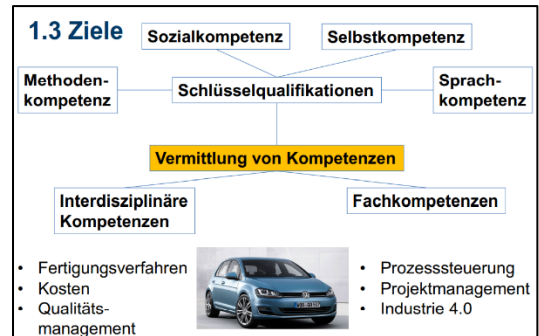 1.3 Ziele
Sozialkompetenz
Selbstkompetenz
Methoden-
kompetenz
Schlüsselqualifikationen
Sprach-
kompetenz
Vermittlung von Kompetenzen
Interdisziplinäre
Kompetenzen
Fachkompetenzen
• Fertigungsverfahren
• Kosten
• Qualitäts-
management
• Prozesssteuerung
• Projektmanagement
• Industrie 4.0